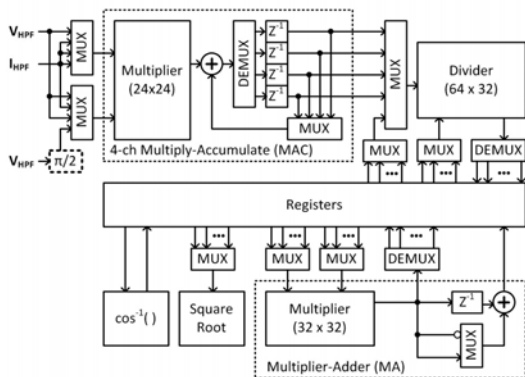 V_HPF
I_HPF
V_HPF
π/2
MUX
MUX
Multiplier
(24x24)
+
DEMUX
Z⁻¹
Z⁻¹
Z⁻¹
Z⁻¹
MUX
4-ch Multiply-Accumulate (MAC)
MUX
Divider
(64 x 32)
MUX
...
MUX
...
DEMUX
...
Registers
...
MUX
...
MUX
...
MUX
...
DEMUX
cos⁻¹( )
Square
Root
Multiplier
(32 x 32)
Z⁻¹
+
MUX
Multiplier-Adder (MA)